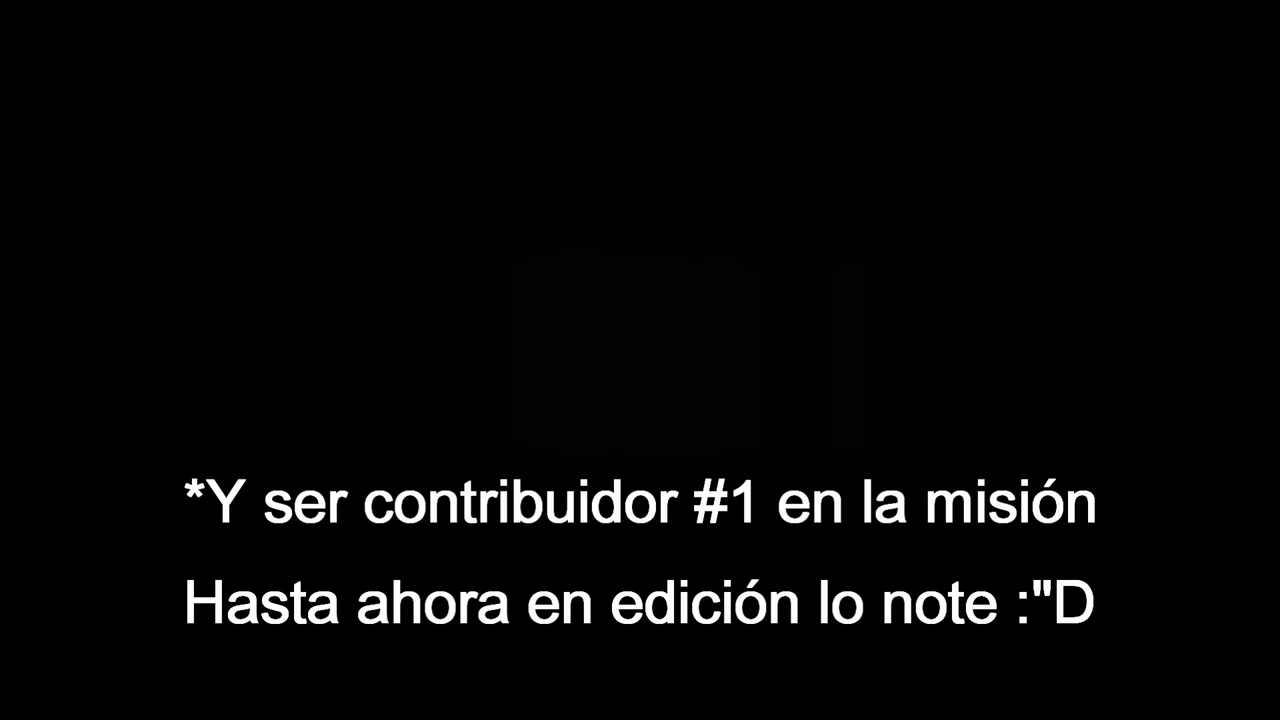 *Y ser contribuidor #1 en la misión
Hasta ahora en edición lo note :"D